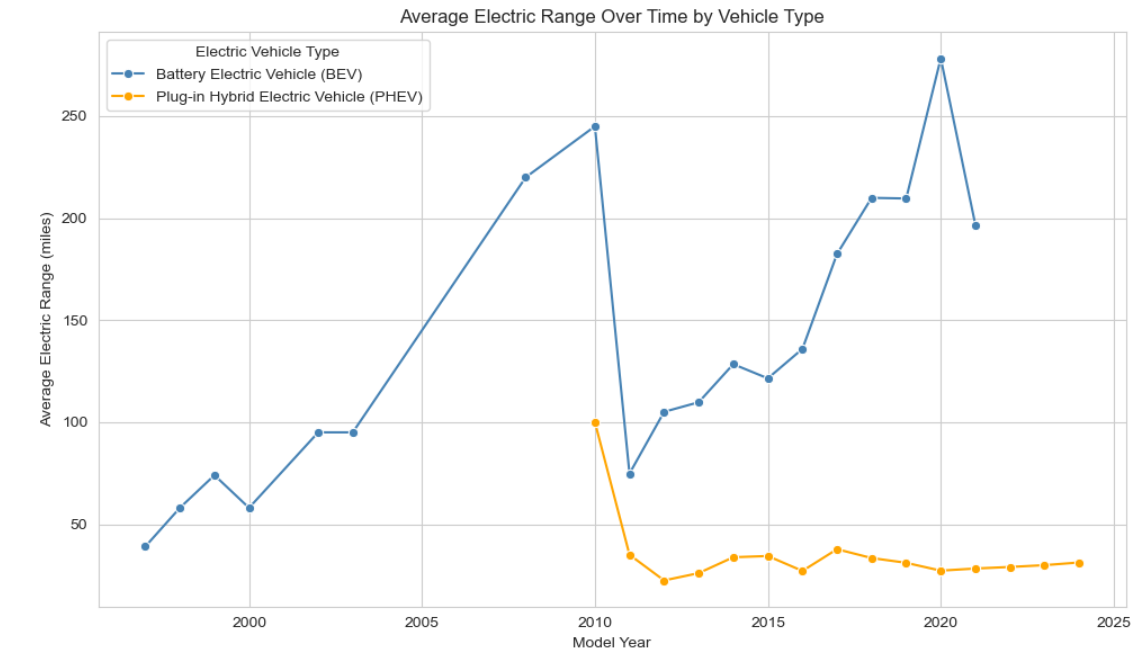 Average Electric Range Over Time by Vehicle Type
Electric Vehicle Type
Battery Electric Vehicle (BEV)
Plug-in Hybrid Electric Vehicle (PHEV)
Average Electric Range (miles)
250
200
150
100
50
2000
2005
2010
2015
2020
2025
Model Year